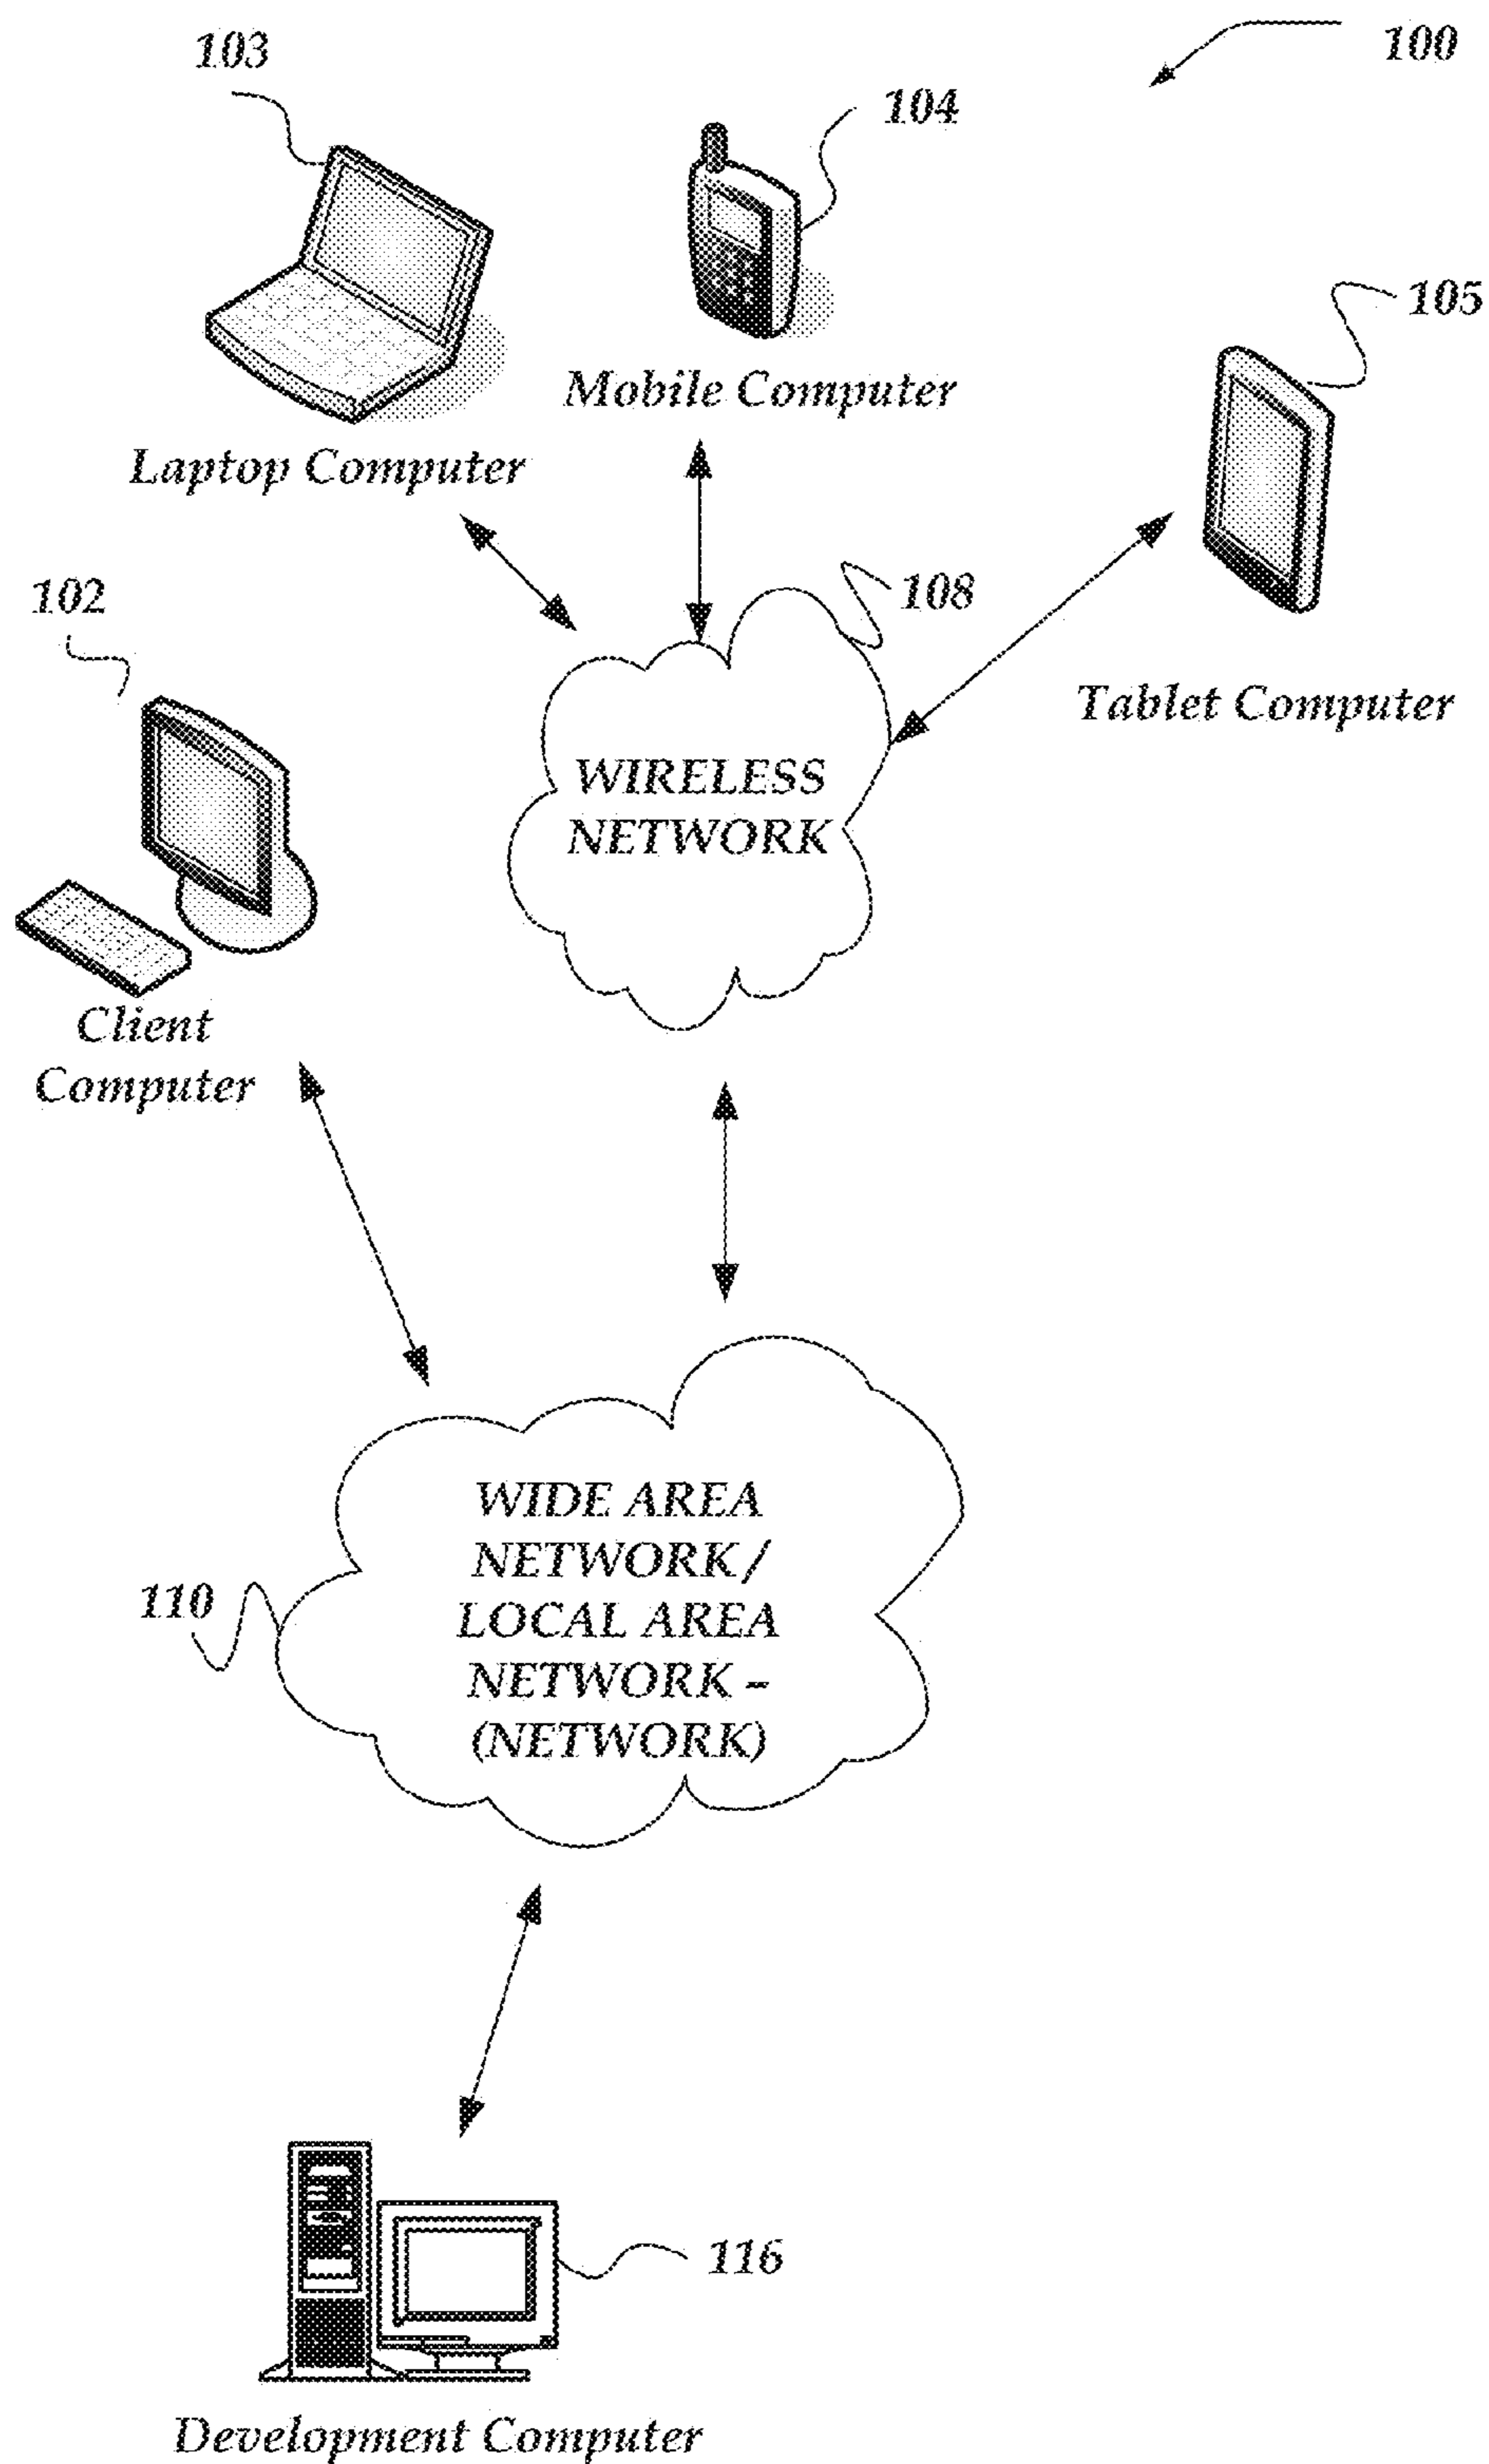 100
103
104
105
Mobile Computer
Laptop Computer
102
108
Tablet Computer
WIRELESS
NETWORK
Client
Computer
WIDE AREA
NETWORK /
LOCAL AREA
NETWORK –
(NETWORK)
110
116
Development Computer